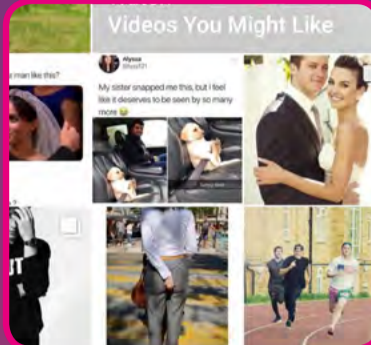 Videos You Might Like
Alyssa
man like this?
My sister snapped me this, but I feel
like it deserves to be seen by so many
more 😂